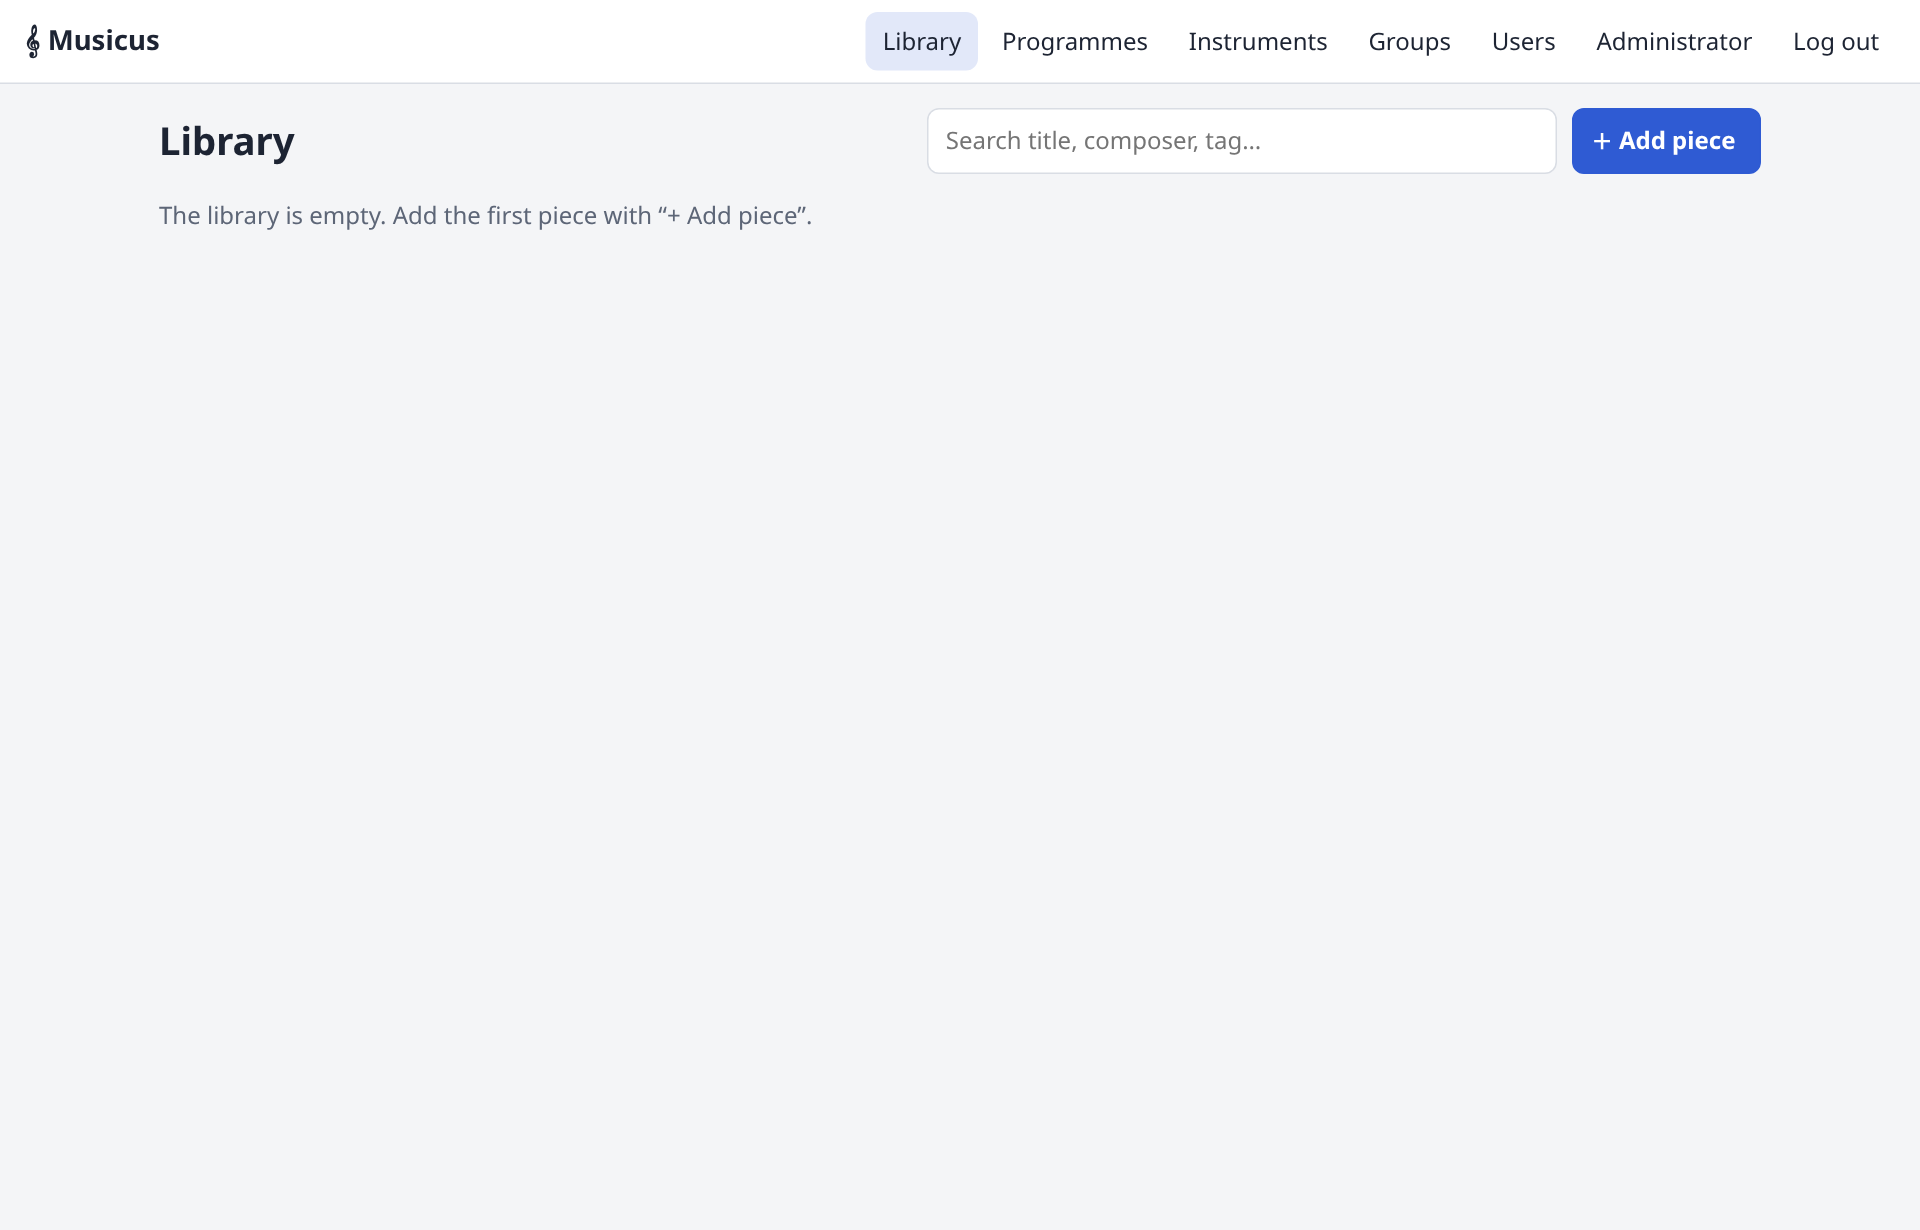 Musicus
Library Programmes Instruments Groups Users Administrator Log out
Library
Search title, composer, tag...
+ Add piece
The library is empty. Add the first piece with “+ Add piece”.